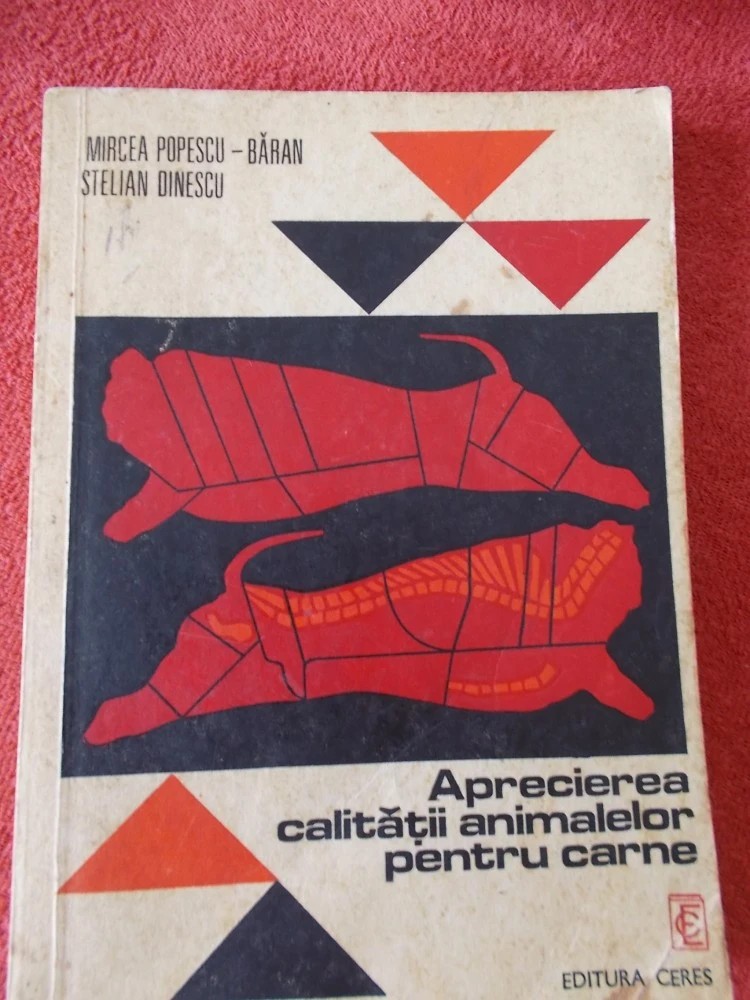 MIRCEA POPESCU – BĂRAN
STELIAN DINESCU
Aprecierea
calității animalelor
pentru carne
EDITURA CERES